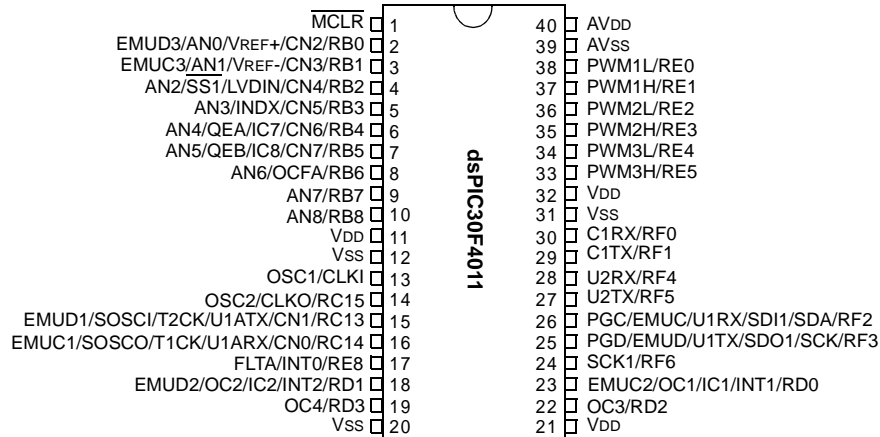 MCLR 1
EMUD3/AN0/VREF+/CN2/RB0 2
EMUC3/AN1/VREF-/CN3/RB1 3
AN2/SS1/LVDIN/CN4/RB2 4
AN3/INDX/CN5/RB3 5
AN4/QEA/IC7/CN6/RB4 6
AN5/QEB/IC8/CN7/RB5 7
AN6/OCFA/RB6 8
AN7/RB7 9
AN8/RB8 10
VDD 11
VSS 12
OSC1/CLKI 13
OSC2/CLKO/RC15 14
EMUD1/SOSCI/T2CK/U1ATX/CN1/RC13 15
EMUC1/SOSCO/T1CK/U1ARX/CN0/RC14 16
FLTA/INT0/RE8 17
EMUD2/OC2/IC2/INT2/RD1 18
OC4/RD3 19
VSS 20
dsPIC30F4011
40 AVDD
39 AVSS
38 PWM1L/RE0
37 PWM1H/RE1
36 PWM2L/RE2
35 PWM2H/RE3
34 PWM3L/RE4
33 PWM3H/RE5
32 VDD
31 VSS
30 C1RX/RF0
29 C1TX/RF1
28 U2RX/RF4
27 U2TX/RF5
26 PGC/EMUC/U1RX/SDI1/SDA/RF2
25 PGD/EMUD/U1TX/SDO1/SCK/RF3
24 SCK1/RF6
23 EMUC2/OC1/IC1/INT1/RD0
22 OC3/RD2
21 VDD